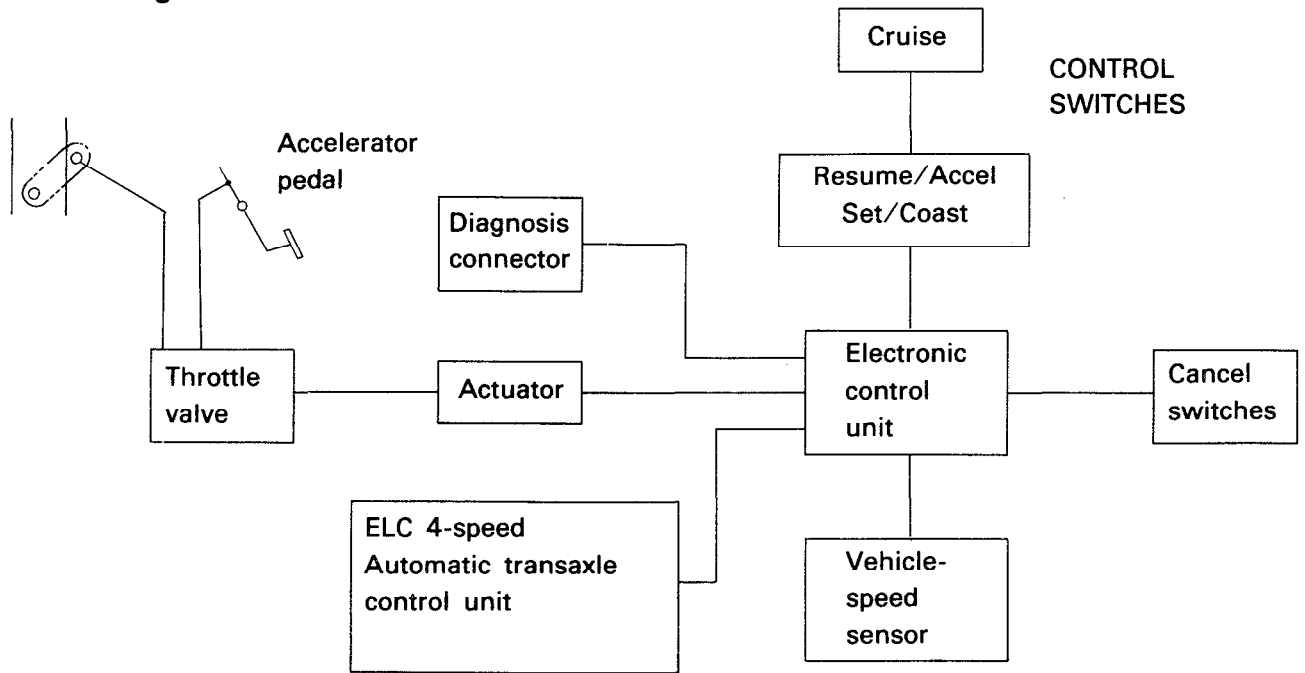 Cruise
CONTROL
SWITCHES
Accelerator
pedal
Resume/Accel
Set/Coast
Diagnosis
connector
Throttle
valve
Actuator
Electronic
control
unit
Cancel
switches
ELC 4-speed
Automatic transaxle
control unit
Vehicle-
speed
sensor